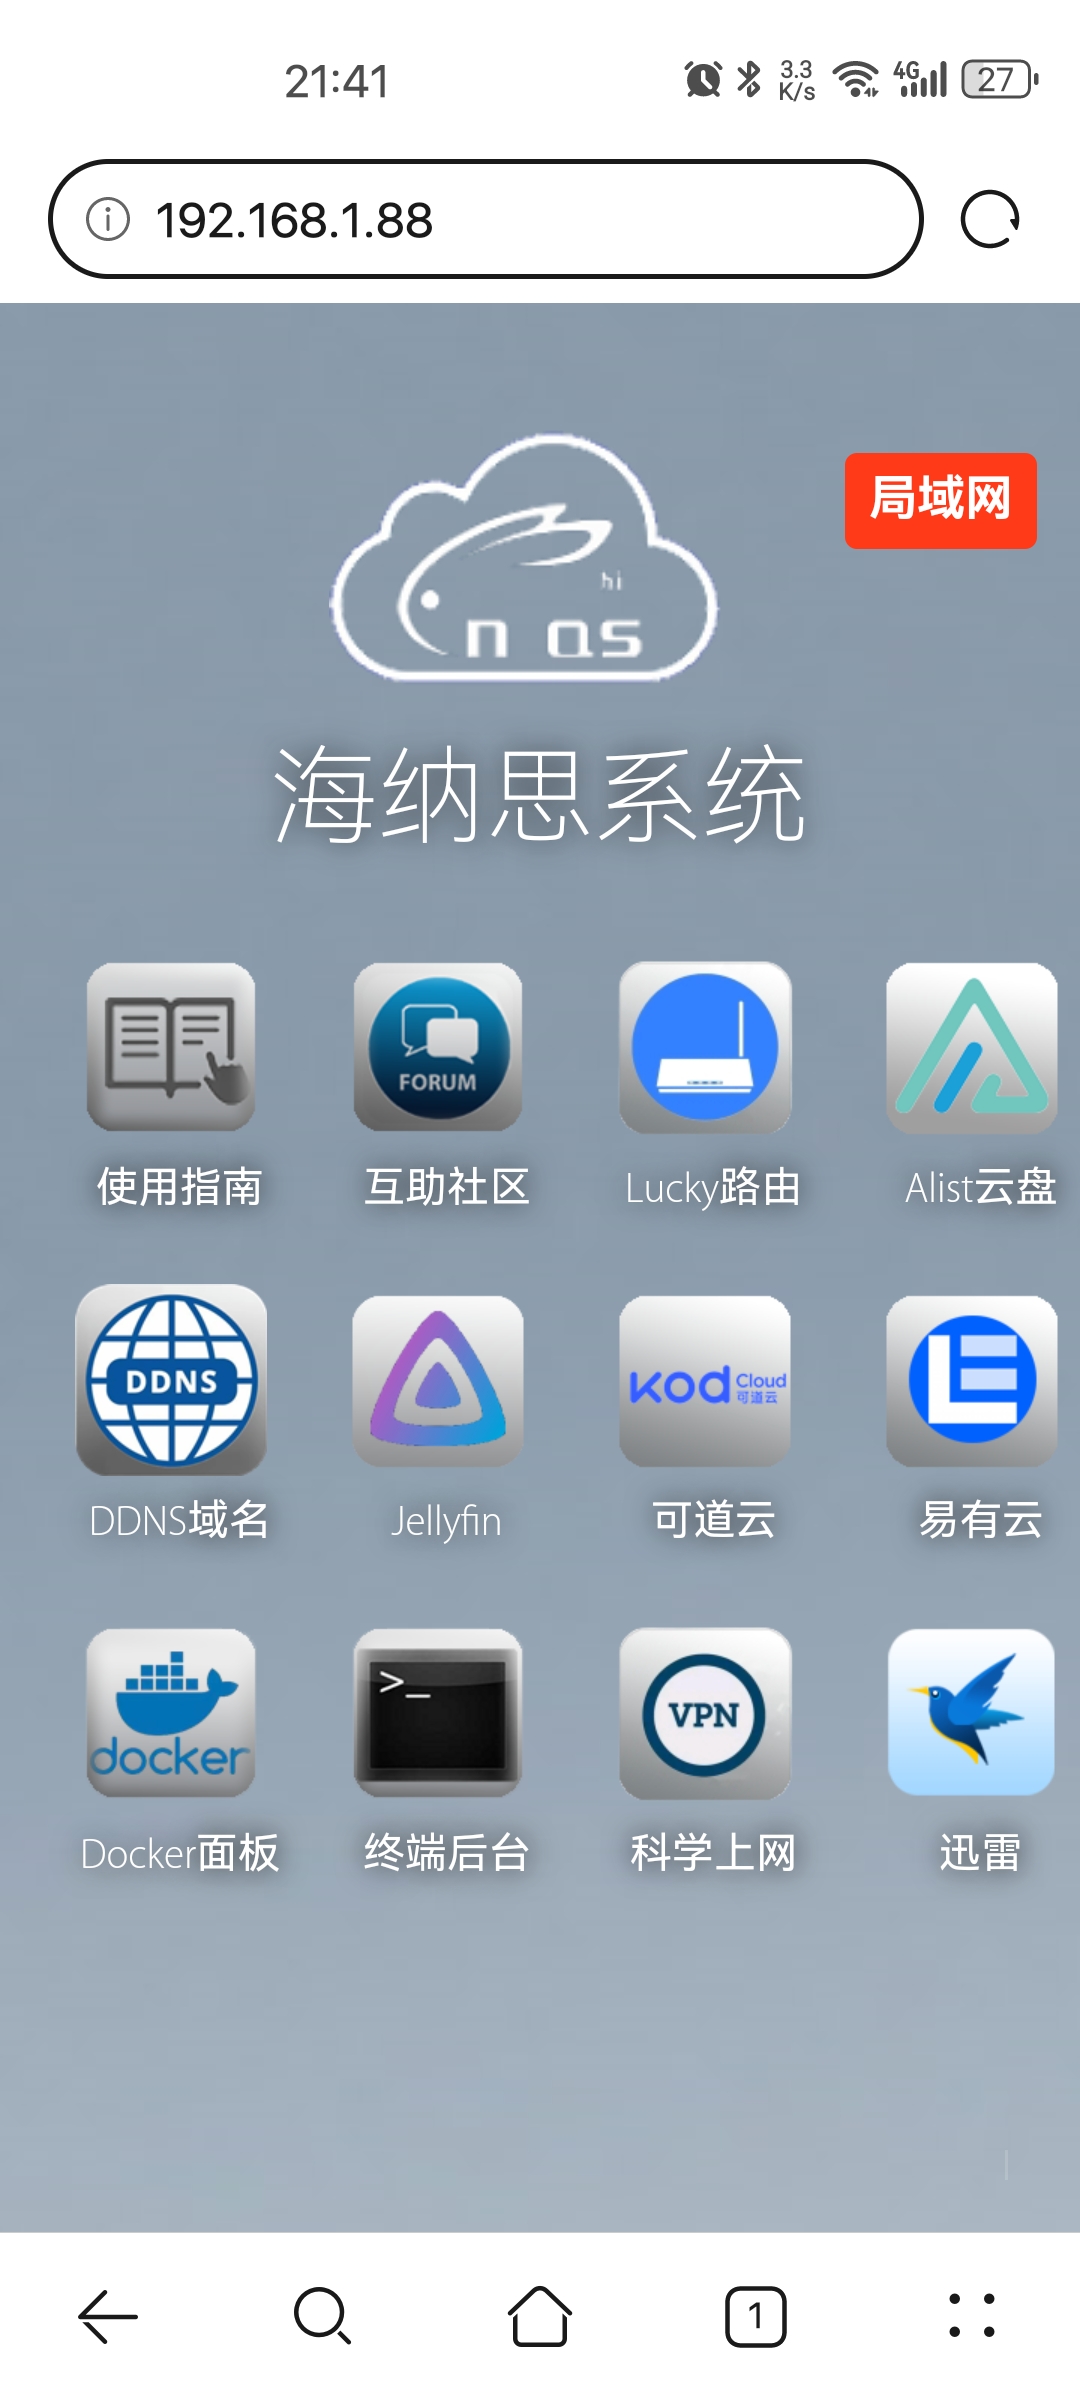 21:41
3.3 K/s
4G
27
192.168.1.88
局域网
hi
nas
海纳思系统
FORUM
使用指南
互助社区
Lucky路由
Alist云盘
DDNS
kod Cloud 可道云
DDNS域名
Jellyfin
可道云
易有云
docker
>_
VPN
Docker面板
终端后台
科学上网
迅雷
1